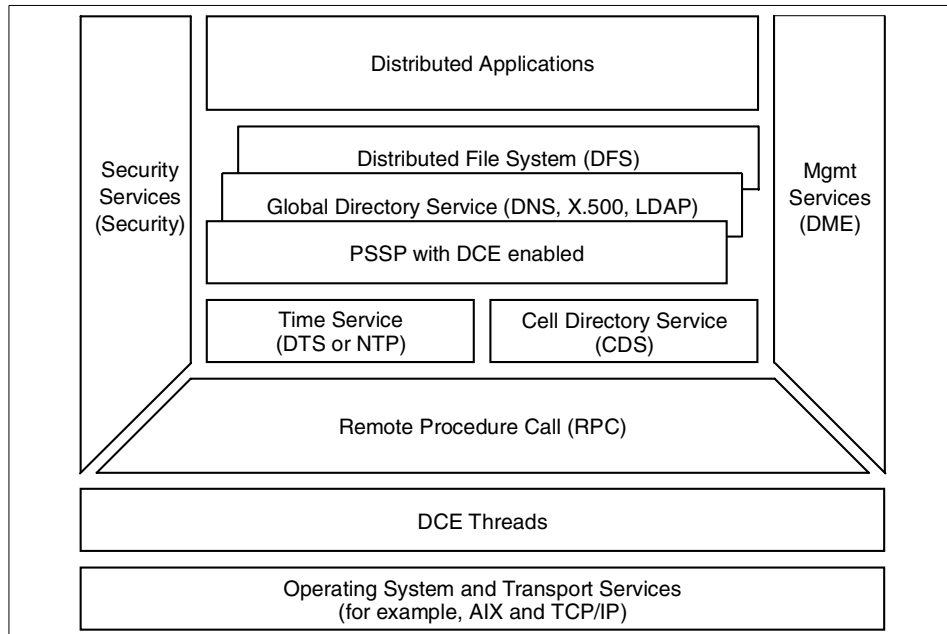 Distributed Applications
Security
Services
(Security)
Distributed File System (DFS)
Global Directory Service (DNS, X.500, LDAP)
PSSP with DCE enabled
Mgmt
Services
(DME)
Time Service
(DTS or NTP)
Cell Directory Service
(CDS)
Remote Procedure Call (RPC)
DCE Threads
Operating System and Transport Services
(for example, AIX and TCP/IP)